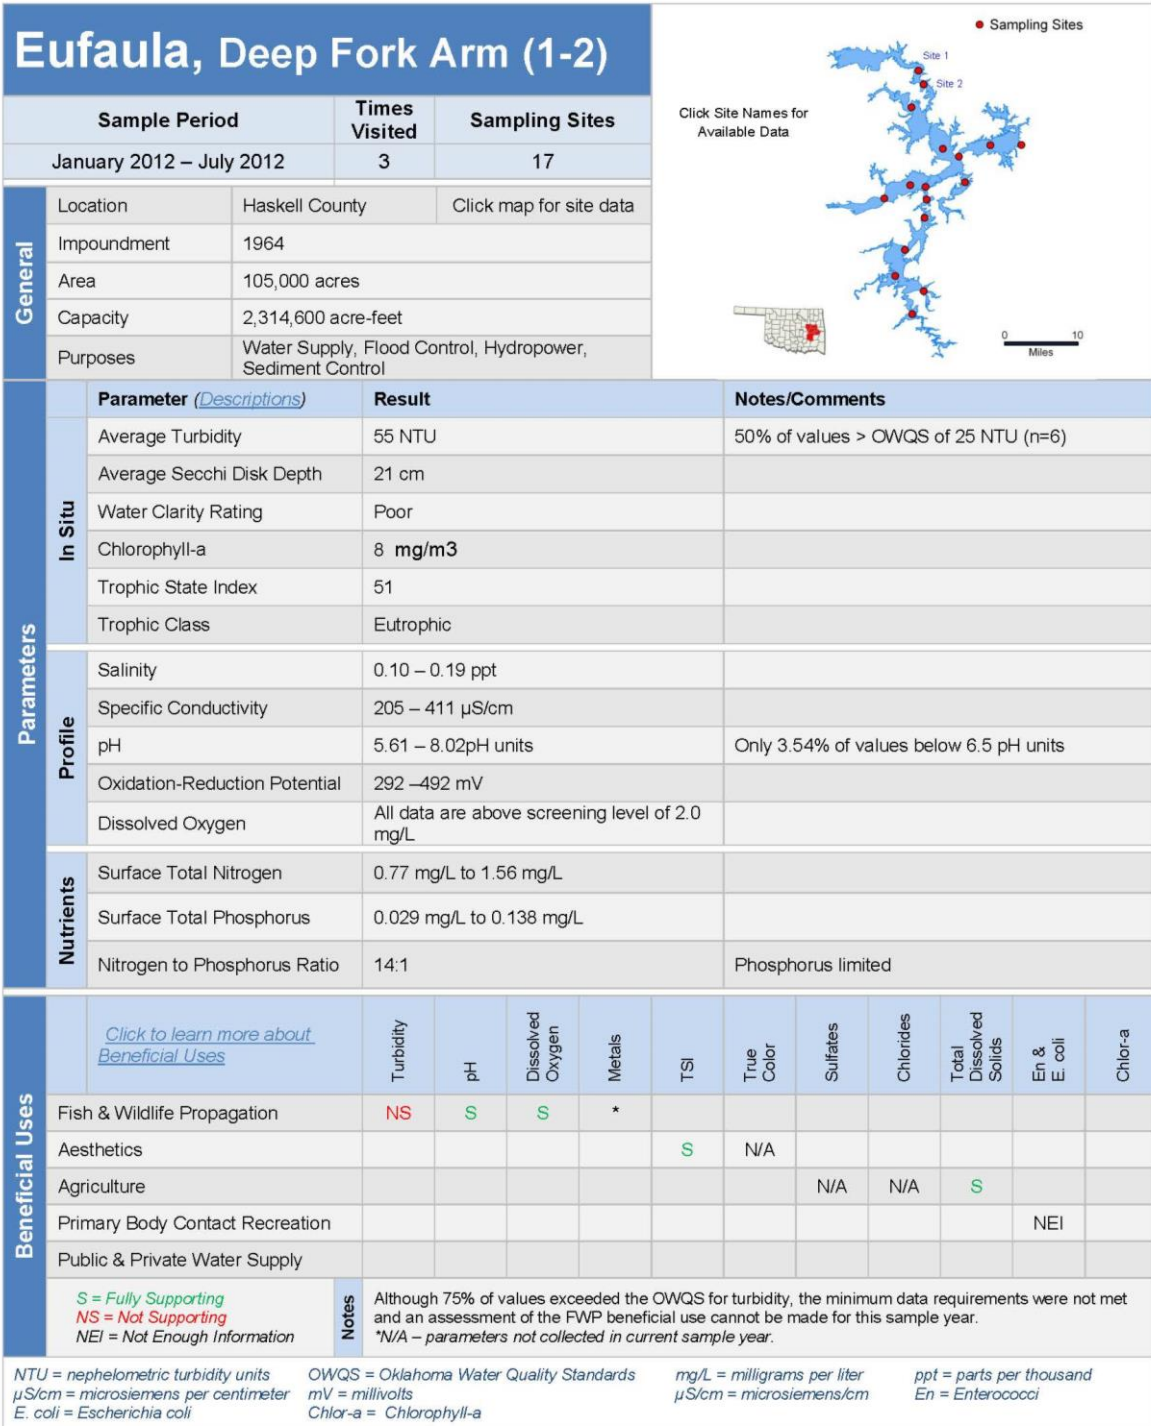 Eufaula, Deep Fork Arm (1-2)
Sample Period Times Visited Sampling Sites
January 2012 – July 2012 3 17
Sampling Sites
Site 1
Site 2
Click Site Names for
Available Data
0 10
Miles
General
Location Haskell County Click map for site data
Impoundment 1964
Area 105,000 acres
Capacity 2,314,600 acre-feet
Purposes Water Supply, Flood Control, Hydropower,
Sediment Control
Parameters
Parameter (Descriptions) Result Notes/Comments
In Situ
Average Turbidity 55 NTU 50% of values > OWQS of 25 NTU (n=6)
Average Secchi Disk Depth 21 cm
Water Clarity Rating Poor
Chlorophyll-a 8 mg/m3
Trophic State Index 51
Trophic Class Eutrophic
Profile
Salinity 0.10 – 0.19 ppt
Specific Conductivity 205 – 411 µS/cm
pH 5.61 – 8.02pH units Only 3.54% of values below 6.5 pH units
Oxidation-Reduction Potential 292 –492 mV
Dissolved Oxygen All data are above screening level of 2.0
mg/L
Nutrients
Surface Total Nitrogen 0.77 mg/L to 1.56 mg/L
Surface Total Phosphorus 0.029 mg/L to 0.138 mg/L
Nitrogen to Phosphorus Ratio 14:1 Phosphorus limited
Beneficial Uses
Click to learn more about
Beneficial Uses
Turbidity
pH
Dissolved
Oxygen
Metals
TSI
True
Color
Sulfates
Chlorides
Total
Dissolved
Solids
En &
E. coli
Chlor-a
Fish & Wildlife Propagation NS S S *
Aesthetics S N/A
Agriculture N/A N/A S
Primary Body Contact Recreation NEI
Public & Private Water Supply
S = Fully Supporting
NS = Not Supporting
NEI = Not Enough Information
Notes
Although 75% of values exceeded the OWQS for turbidity, the minimum data requirements were not met
and an assessment of the FWP beneficial use cannot be made for this sample year.
*N/A – parameters not collected in current sample year.
NTU = nephelometric turbidity units OWQS = Oklahoma Water Quality Standards mg/L = milligrams per liter ppt = parts per thousand
µS/cm = microsiemens per centimeter mV = millivolts µS/cm = microsiemens/cm En = Enterococci
E. coli = Escherichia coli Chlor-a = Chlorophyll-a